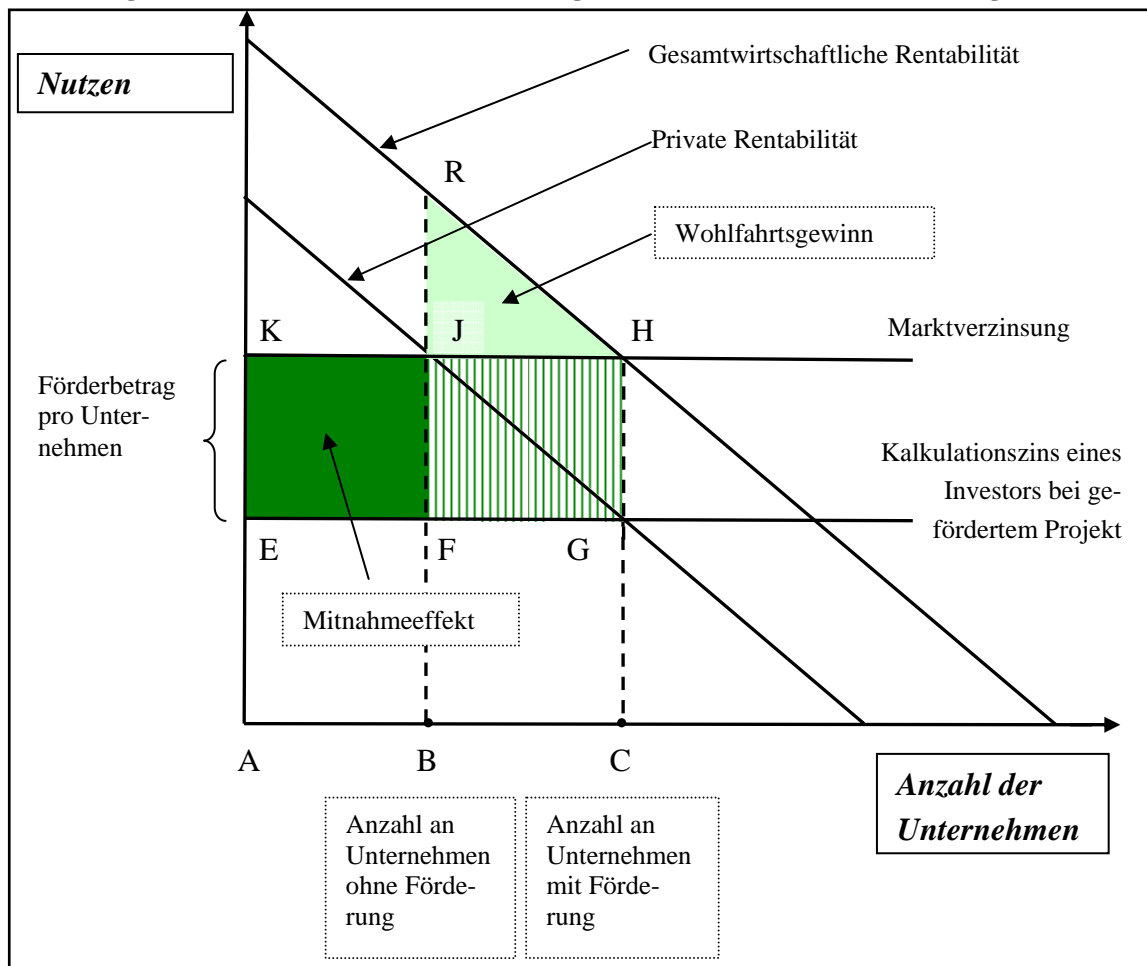 Nutzen
Gesamtwirtschaftliche Rentabilität
Private Rentabilität
R
Wohlfahrtsgewinn
K
J
H
Marktverzinsung
Förderbetrag
pro Unter-
nehmen
Kalkulationszins eines
Investors bei ge-
fördertem Projekt
E
F
G
Mitnahmeeffekt
A
B
C
Anzahl der
Unternehmen
Anzahl an
Unternehmen
ohne Förde-
rung
Anzahl an
Unternehmen
mit Förde-
rung